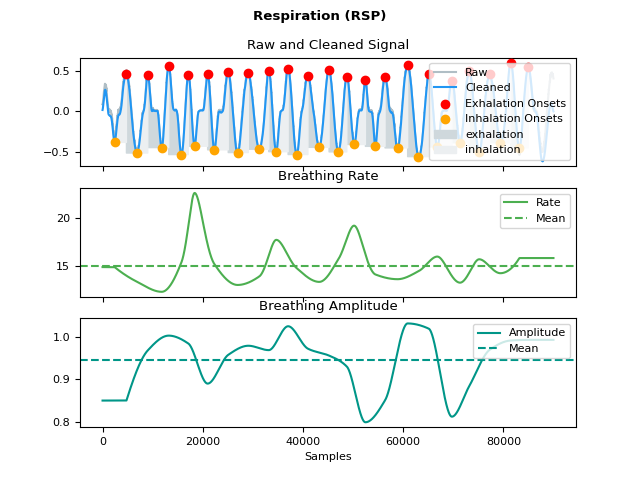 Respiration (RSP)
Raw and Cleaned Signal
0.5
0.0
−0.5
Raw
Cleaned
Exhalation Onsets
Inhalation Onsets
exhalation
inhalation
Breathing Rate
20
15
Rate
Mean
Breathing Amplitude
1.0
0.9
0.8
Amplitude
Mean
0
20000
40000
60000
80000
Samples